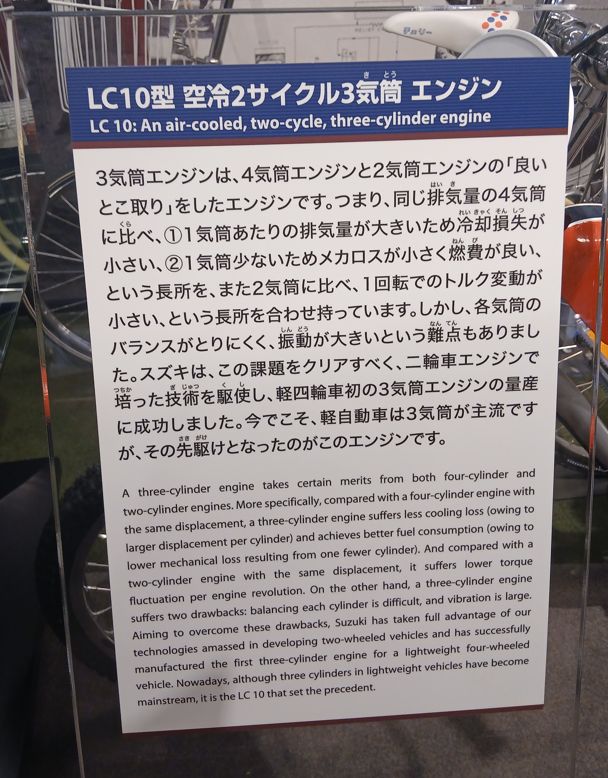 LC10型 空冷2サイクル3気筒 エンジン
LC 10: An air-cooled, two-cycle, three-cylinder engine
3気筒エンジンは、4気筒エンジンと2気筒エンジンの「良い
とこ取り」をしたエンジンです。つまり、同じ排気量の4気筒
に比べ、①1気筒あたりの排気量が大きいため冷却損失が
小さい、②1気筒少ないためメカロスが小さく燃費が良い、
という長所を、また2気筒に比べ、1回転でのトルク変動が
小さい、という長所を合わせ持っています。しかし、各気筒の
バランスがとりにくく、振動が大きいという難点もありまし
た。スズキは、この課題をクリアすべく、二輪車エンジンで
培った技術を駆使し、軽四輪車初の3気筒エンジンの量産
に成功しました。今でこそ、軽自動車は3気筒が主流です
が、その先駆けとなったのがこのエンジンです。
A three-cylinder engine takes certain merits from both four-cylinder and
two-cylinder engines. More specifically, compared with a four-cylinder engine with
the same displacement, a three-cylinder engine suffers less cooling loss (owing to
larger displacement per cylinder) and achieves better fuel consumption (owing to
lower mechanical loss resulting from one fewer cylinder). And compared with a
two-cylinder engine with the same displacement, it suffers lower torque
fluctuation per engine revolution. On the other hand, a three-cylinder engine
suffers two drawbacks: balancing each cylinder is difficult, and vibration is large.
Aiming to overcome these drawbacks, Suzuki has taken full advantage of our
technologies amassed in developing two-wheeled vehicles and has successfully
manufactured the first three-cylinder engine for a lightweight four-wheeled
vehicle. Nowadays, although three cylinders in lightweight vehicles have become
mainstream, it is the LC 10 that set the precedent.